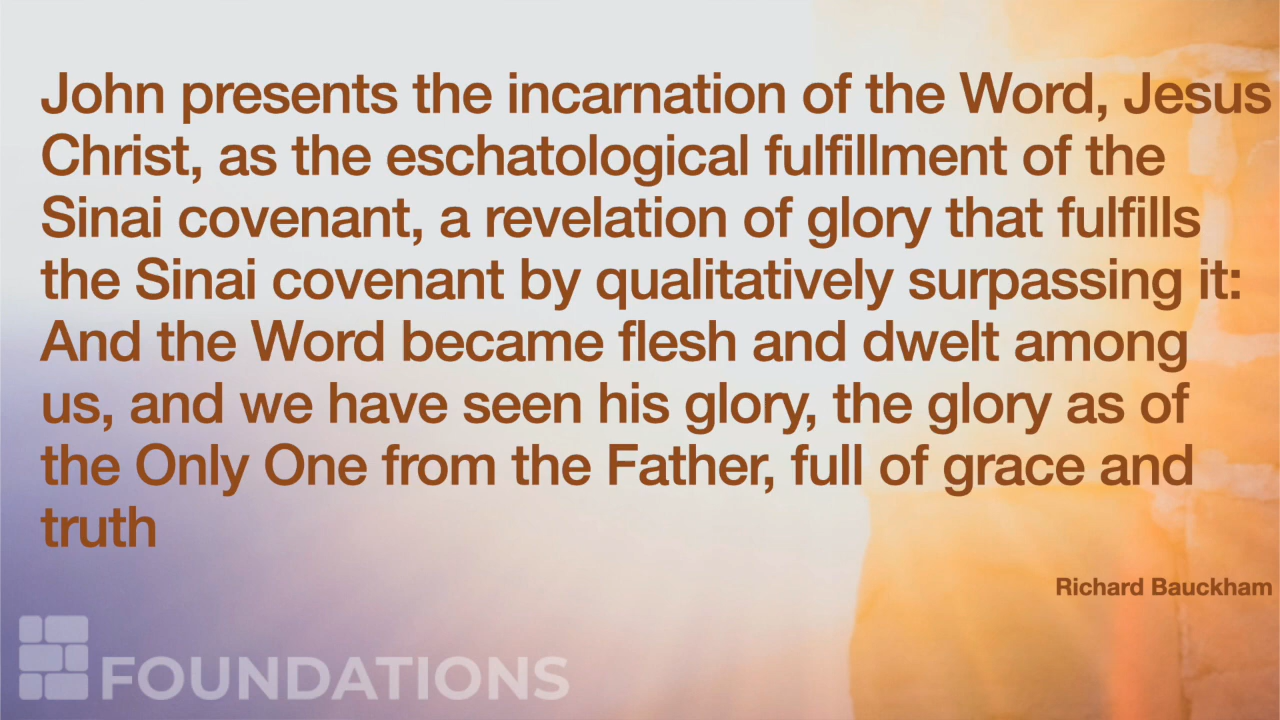 John presents the incarnation of the Word, Jesus
Christ, as the eschatological fulfillment of the
Sinai covenant, a revelation of glory that fulfills
the Sinai covenant by qualitatively surpassing it:
And the Word became flesh and dwelt among
us, and we have seen his glory, the glory as of
the Only One from the Father, full of grace and
truth
Richard Bauckham
FOUNDATIONS